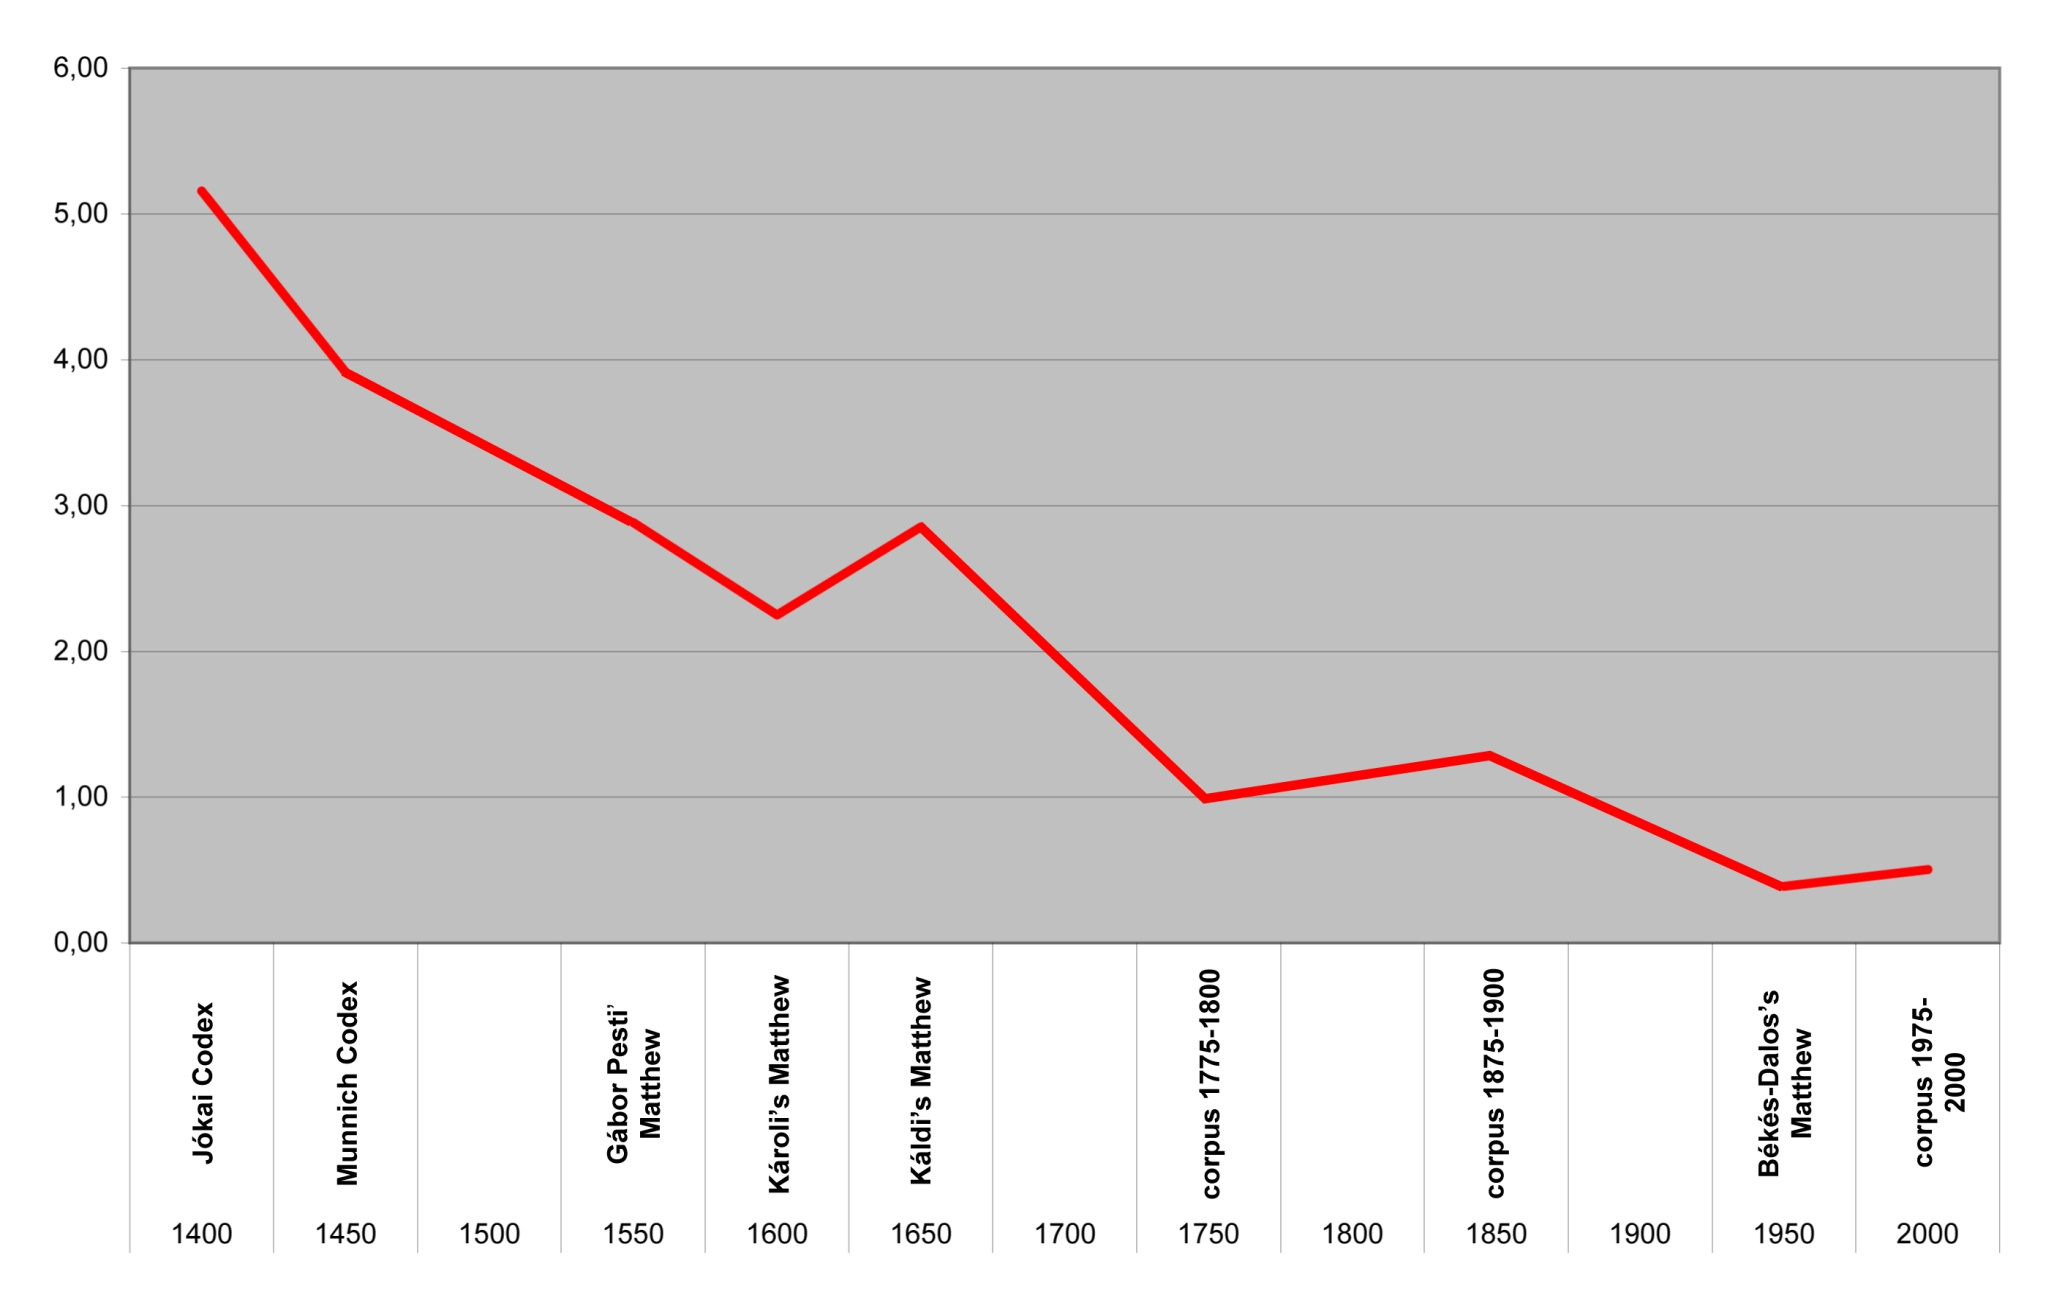 6,00
5,00
4,00
3,00
2,00
1,00
0,00
Jókai Codex
Munnich Codex
Gábor Pesti’
Matthew
Károli’s Matthew
Káldi’s Matthew
corpus 1775-1800
corpus 1875-1900
Békés-Dalos’s
Matthew
corpus 1975-
2000
1400 1450 1500 1550 1600 1650 1700 1750 1800 1850 1900 1950 2000